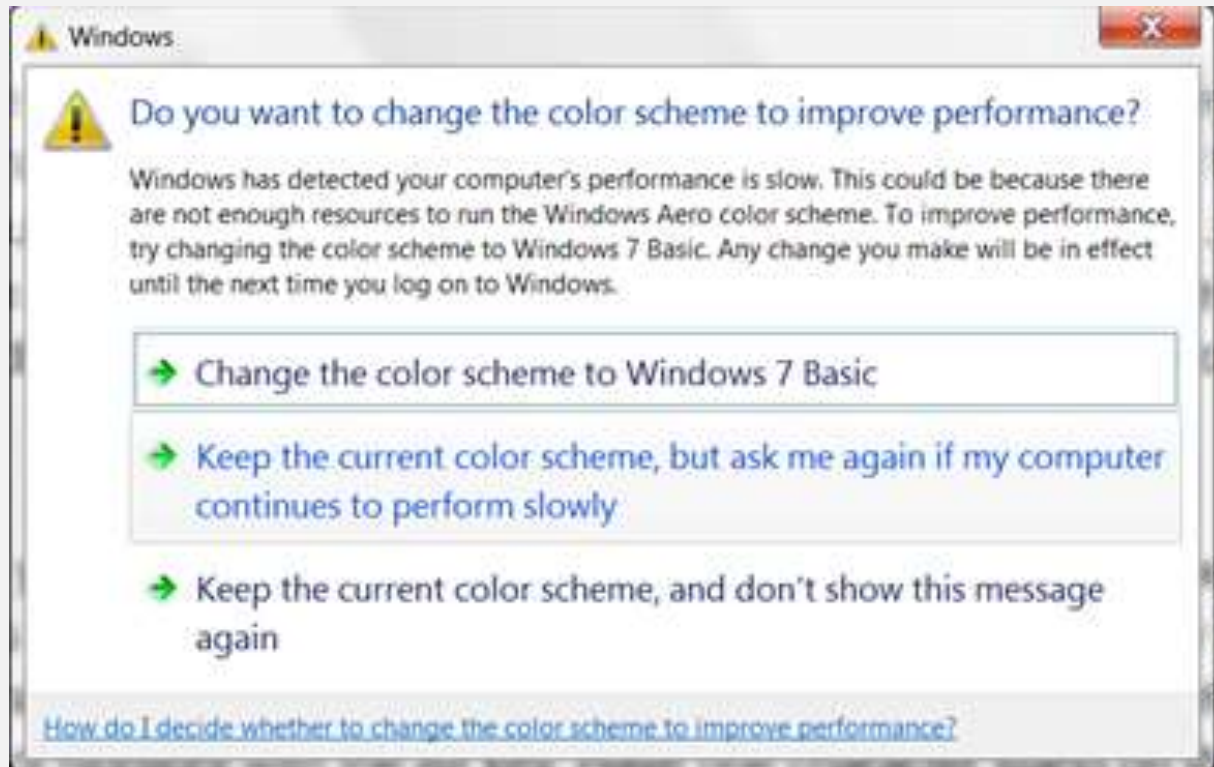 Windows
Do you want to change the color scheme to improve performance?
Windows has detected your computer's performance is slow. This could be because there
are not enough resources to run the Windows Aero color scheme. To improve performance,
try changing the color scheme to Windows 7 Basic. Any change you make will be in effect
until the next time you log on to Windows.
Change the color scheme to Windows 7 Basic
Keep the current color scheme, but ask me again if my computer
continues to perform slowly
Keep the current color scheme, and don't show this message
again
How do I decide whether to change the color scheme to improve performance?